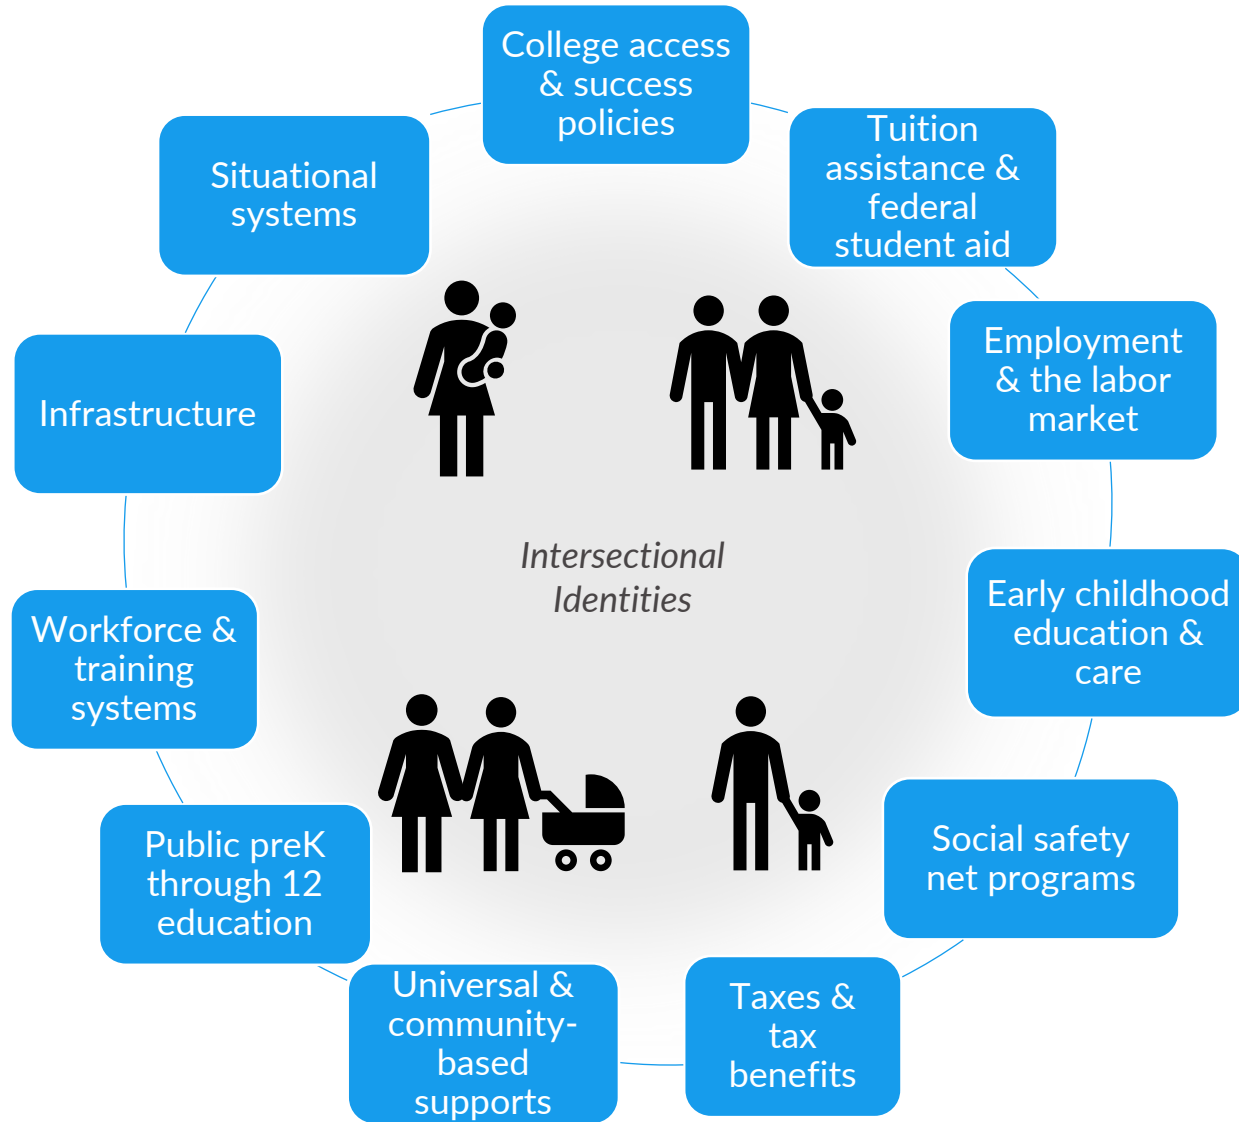 College access
& success
policies
Tuition
assistance &
federal
student aid
Employment
& the labor
market
Early childhood
education &
care
Social safety
net programs
Taxes &
tax
benefits
Universal &
community-
based
supports
Public preK
through 12
education
Workforce &
training
systems
Infrastructure
Situational
systems
Intersectional
Identities